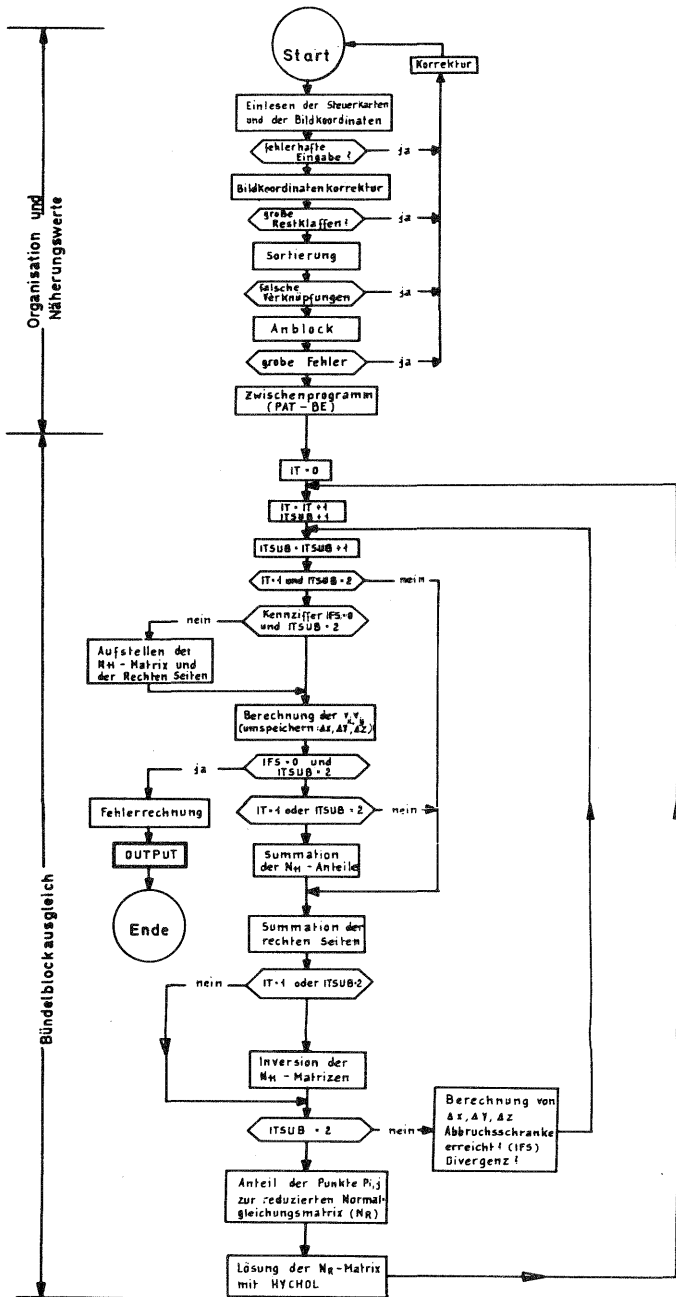 Start
Korrektur
Einlesen der Steuerkarten
und der Bildkoordinaten
fehlerhafte
Eingabe ?
ja
Bildkoordinatenkorrektur
große
Restklaffen?
ja
Sortierung
falsche
Verknüpfungen
ja
Anblock
grobe Fehler
ja
Zwischenprogramm
(PAT-BE)
Organisation und
Näherungswerte
IT = 0
IT = IT + 1
ITSUB + 1
ITSUB = ITSUB + 1
IT = 1 und ITSUB = 2
nein
Kennziffer IFS = 0
und ITSUB = 2
nein
Aufstellen der
N₊₊-Matrix und
der Rechten Seiten
Berechnung der
(umspeichern: Δx, ΔY, ΔZ)
IFS = 0 und
ITSUB = 2
ja
Fehlerrechnung
OUTPUT
Ende
IT = 1 oder ITSUB = 2
nein
Summation
der N₊₊-Anteile
Summation der
rechten Seiten
IT = 1 oder ITSUB = 2
nein
Inversion der
N₊₊-Matrizen
ITSUB = 2
nein
Berechnung von
Δx, ΔY, ΔZ
Abbruchsschranke
erreicht? (IFS)
Divergenz?
Anteil der Punkte Pi,j
zur reduzierten Normal-
gleichungsmatrix (NR)
Lösung der NR-Matrix
mit HYCHOL
Bündelblockausgleich